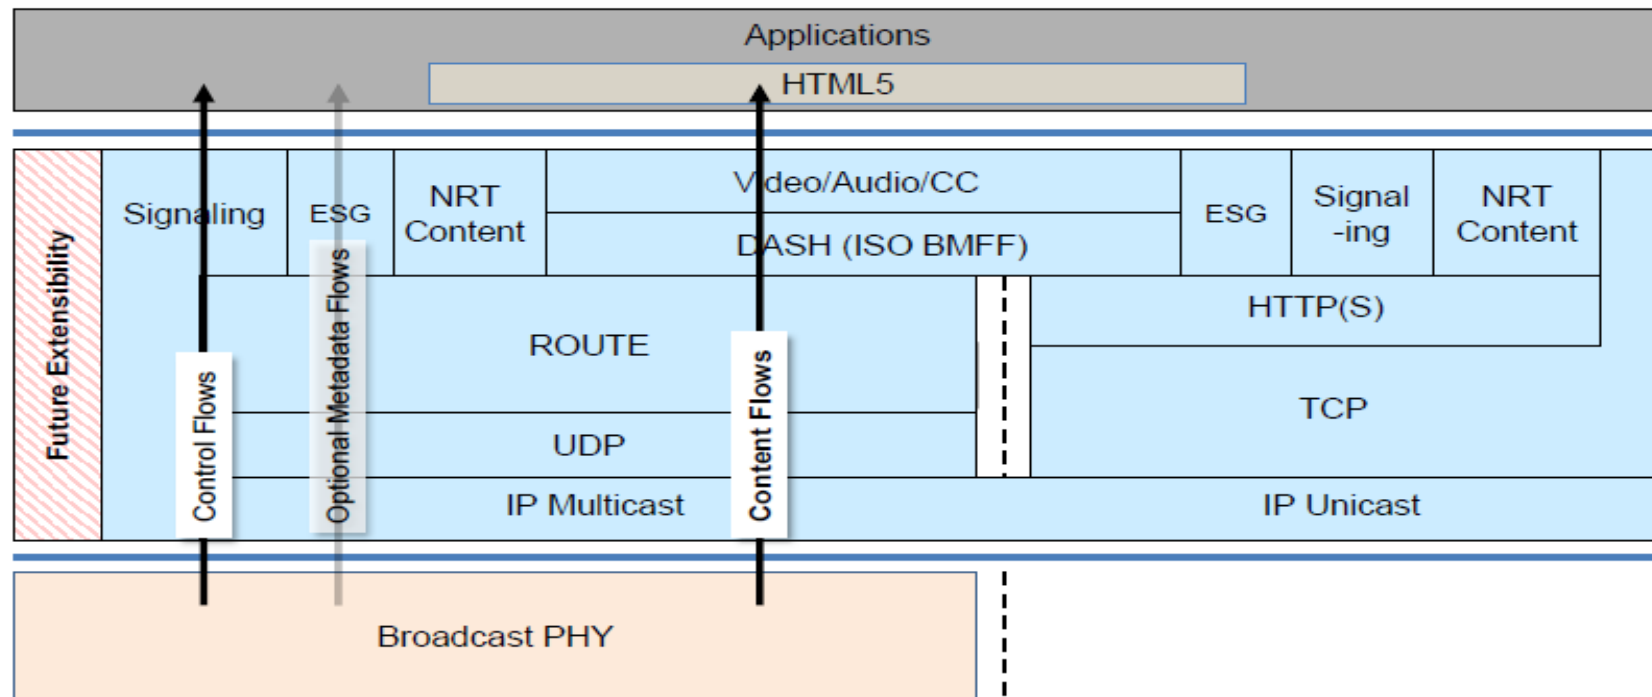 Applications
HTML5
Future Extensibility
Signaling
ESG
NRT
Content
Video/Audio/CC
DASH (ISO BMFF)
ESG
Signal
-ing
NRT
Content
ROUTE
HTTP(S)
TCP
UDP
IP Multicast
IP Unicast
Control Flows
Optional Metadata Flows
Content Flows
Broadcast PHY